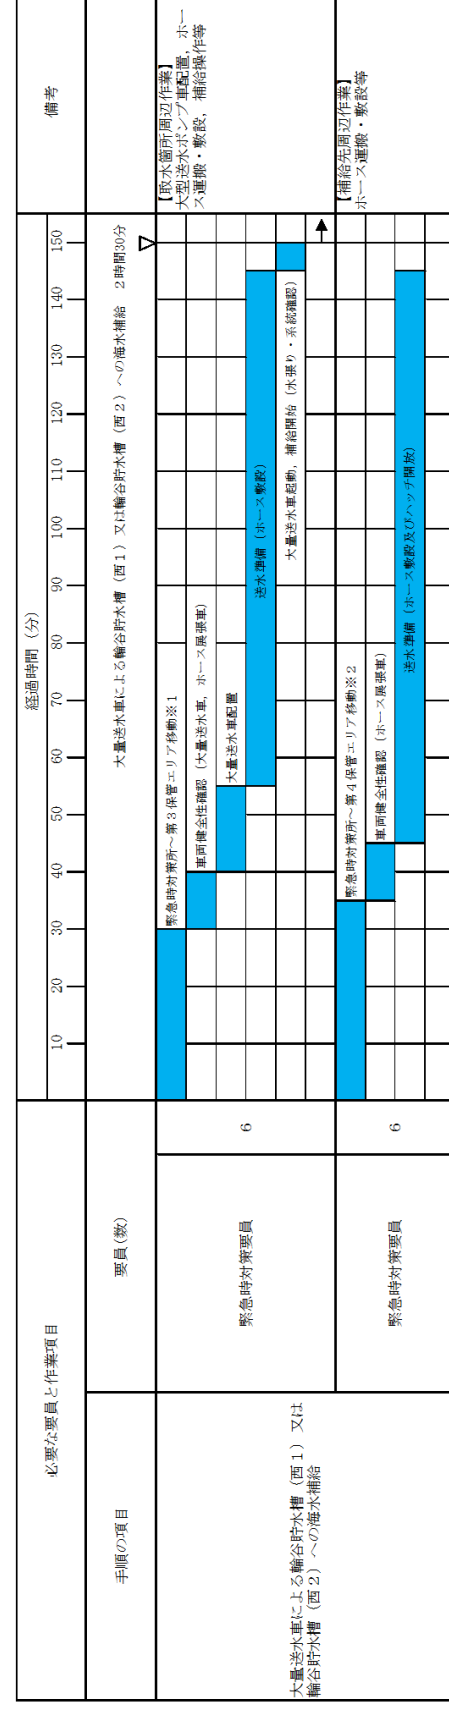 必要な要員と作業項目
経過時間（分）
備考
手順の項目
要員(数)
10 20 30 40 50 60 70 80 90 100 110 120 130 140 150
大量送水車による輪谷貯水槽（西１）又は輪谷貯水槽（西２）への海水補給　２時間30分
大量送水車による輪谷貯水槽（西１）又は
輪谷貯水槽（西２）への海水補給
緊急時対策要員
6
緊急時対策所～第３保管エリア移動※１
車両健全性確認（大量送水車，ホース展張車）
大量送水車配置
送水準備（ホース敷設）
大量送水車起動，補給開始（水張り・系統確認）
【取水箇所周辺作業】
大型送水ポンプ車配置，ホー
ス運搬・敷設，補給操作等
緊急時対策要員
6
緊急時対策所～第４保管エリア移動※２
車両健全性確認（ホース展張車）
送水準備（ホース敷設及びハッチ開放）
【補給先周辺作業】
ホース運搬・敷設等